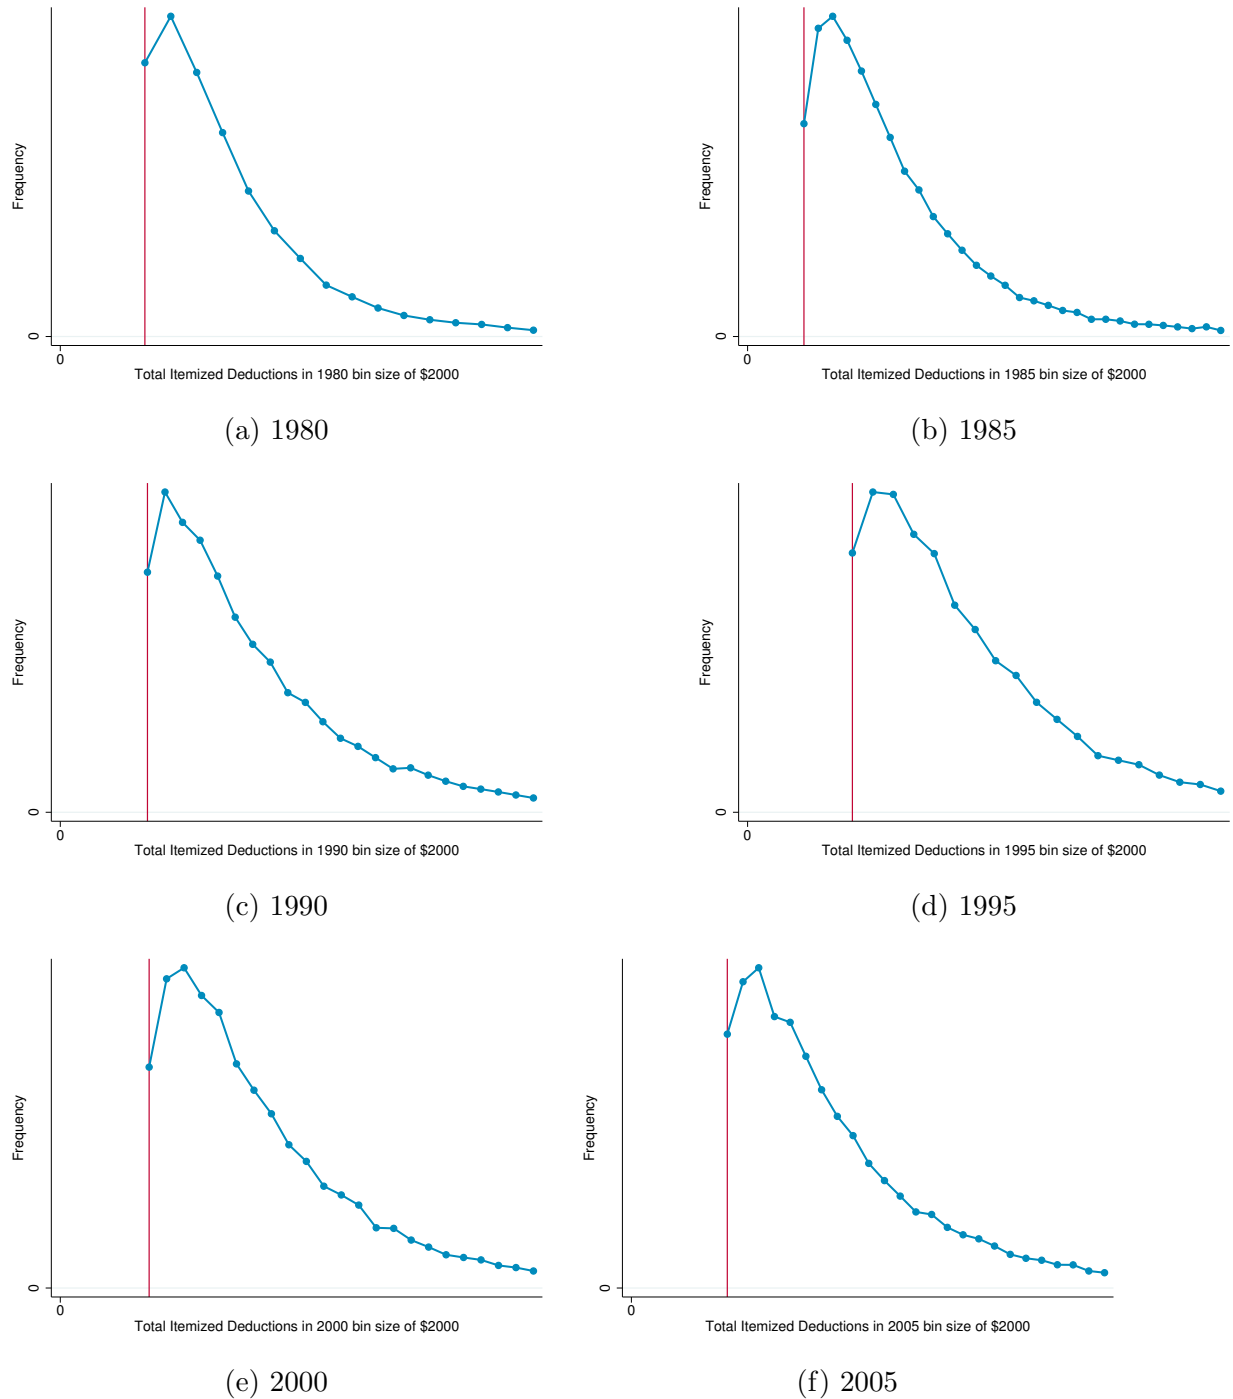 Frequency
0
0
Total Itemized Deductions in 1980 bin size of $2000
(a) 1980
Frequency
0
0
Total Itemized Deductions in 1985 bin size of $2000
(b) 1985
Frequency
0
0
Total Itemized Deductions in 1990 bin size of $2000
(c) 1990
Frequency
0
0
Total Itemized Deductions in 1995 bin size of $2000
(d) 1995
Frequency
0
0
Total Itemized Deductions in 2000 bin size of $2000
(e) 2000
Frequency
0
0
Total Itemized Deductions in 2005 bin size of $2000
(f) 2005